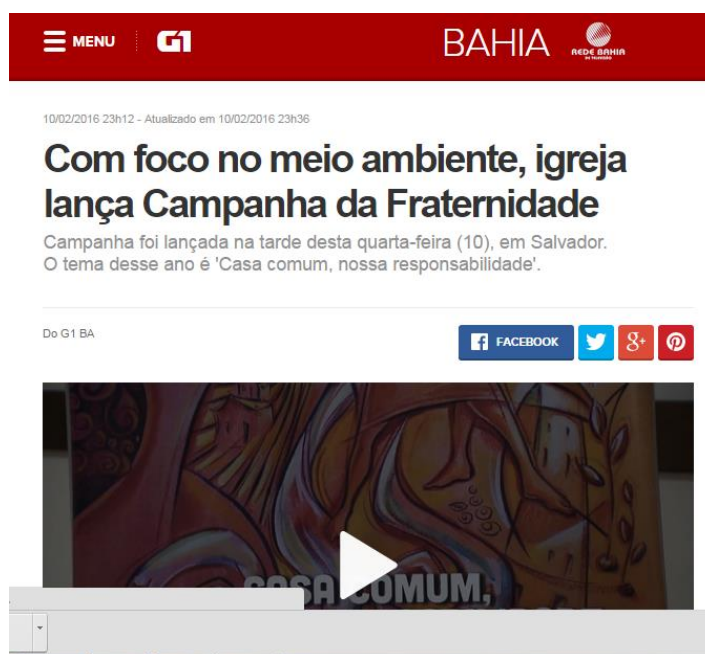 MENU
G1
BAHIA
REDE BAHIA
10/02/2016 23h12 - Atualizado em 10/02/2016 23h36
Com foco no meio ambiente, igreja
lança Campanha da Fraternidade
Campanha foi lançada na tarde desta quarta-feira (10), em Salvador.
O tema desse ano é 'Casa comum, nossa responsabilidade'.
Do G1 BA
FACEBOOK
CASA COMUM,